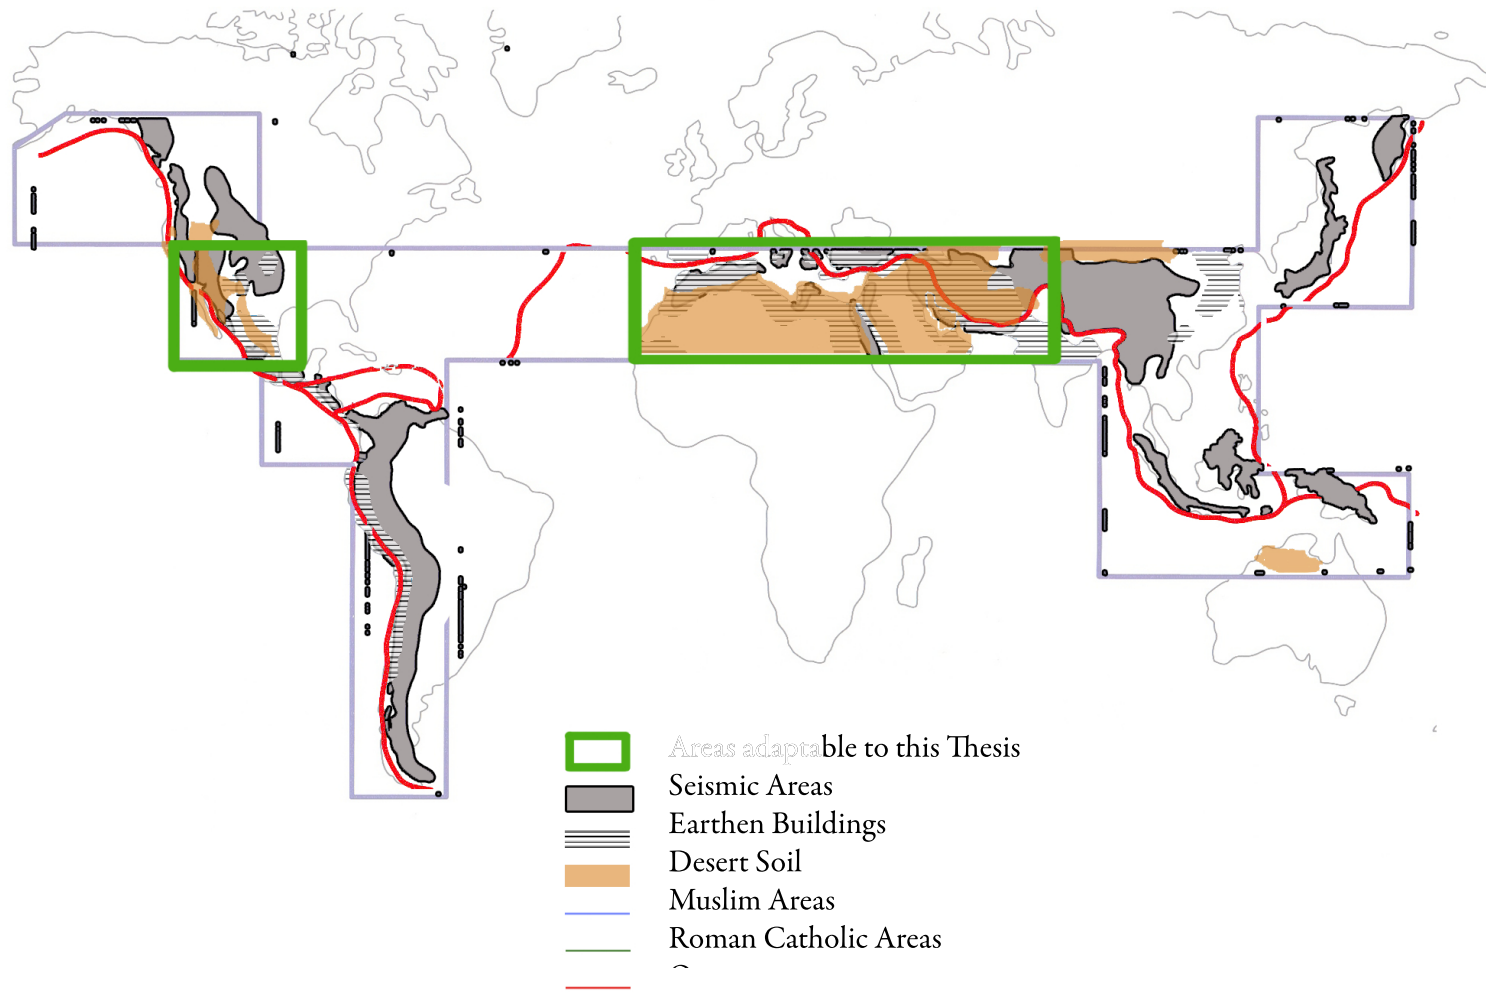 Areas adaptable to this Thesis
Seismic Areas
Earthen Buildings
Desert Soil
Muslim Areas
Roman Catholic Areas